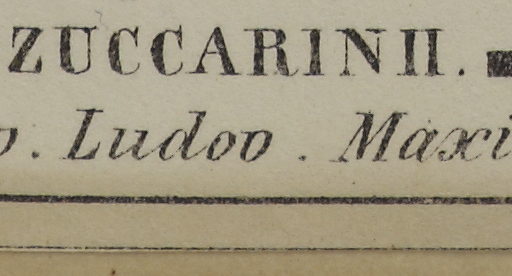 ZUCCARINII.
. Ludov . Maxi